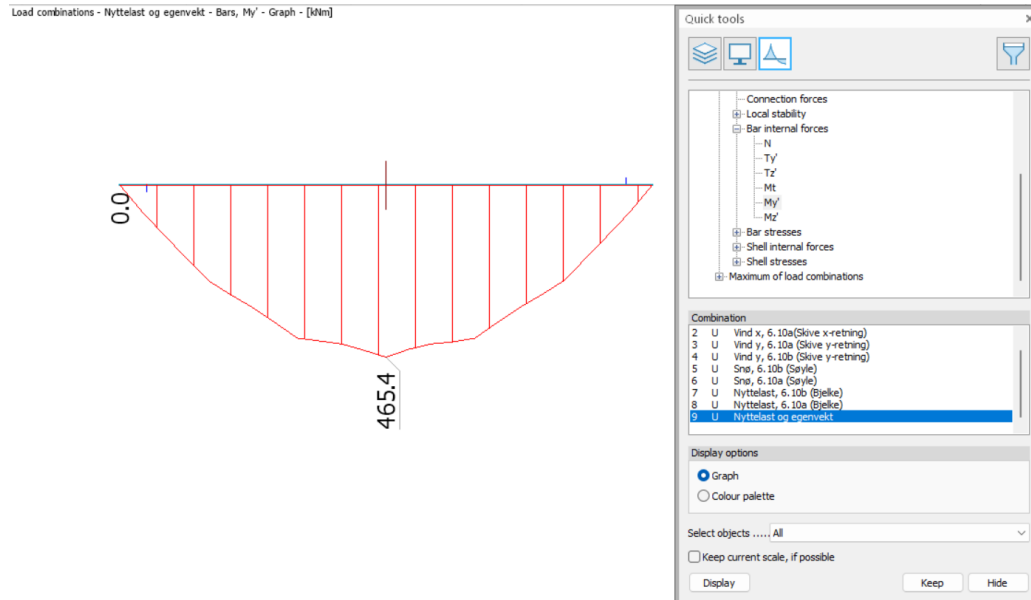 Load combinations - Nyttelast og egenvekt - Bars, My' - Graph - [kNm]
0.0
465.4
Quick tools
Connection forces
Local stability
Bar internal forces
N
Ty'
Tz'
Mt
My'
Mz'
Bar stresses
Shell internal forces
Shell stresses
Maximum of load combinations
Combination
2 U Vind x, 6.10a(Skive x-retning)
3 U Vind y, 6.10a (Skive y-retning)
4 U Vind y, 6.10b (Skive y-retning)
5 U Snø, 6.10b (Søyle)
6 U Snø, 6.10a (Søyle)
7 U Nyttelast, 6.10b (Bjelke)
8 U Nyttelast, 6.10a (Bjelke)
9 U Nyttelast og egenvekt
Display options
Graph
Colour palette
Select objects ..... All
Keep current scale, if possible
Display Keep Hide